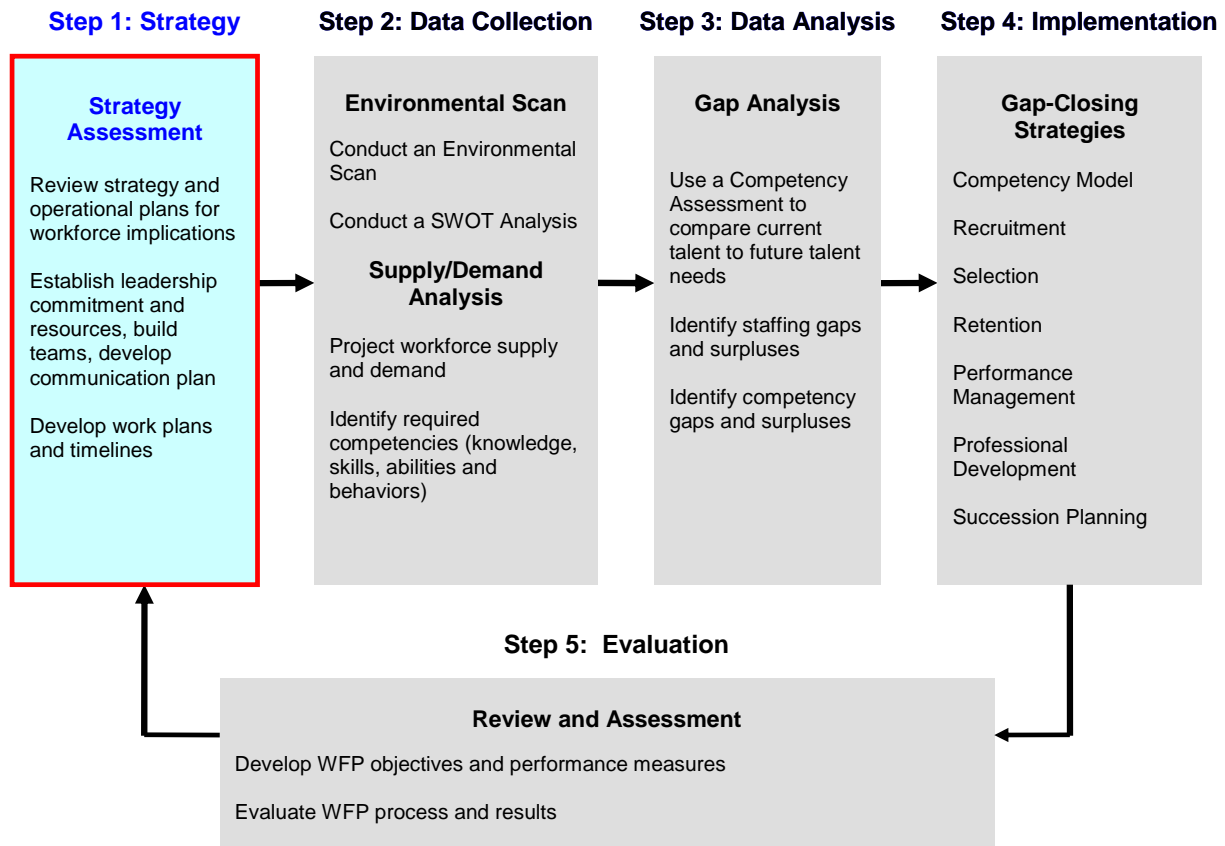 Step 1: Strategy
Strategy
Assessment
Review strategy and
operational plans for
workforce implications
Establish leadership
commitment and
resources, build
teams, develop
communication plan
Develop work plans
and timelines
Step 2: Data Collection
Environmental Scan
Conduct an Environmental
Scan
Conduct a SWOT Analysis
Supply/Demand
Analysis
Project workforce supply
and demand
Identify required
competencies (knowledge,
skills, abilities and
behaviors)
Step 3: Data Analysis
Gap Analysis
Use a Competency
Assessment to
compare current
talent to future talent
needs
Identify staffing gaps
and surpluses
Identify competency
gaps and surpluses
Step 4: Implementation
Gap-Closing
Strategies
Competency Model
Recruitment
Selection
Retention
Performance
Management
Professional
Development
Succession Planning
Step 5: Evaluation
Review and Assessment
Develop WFP objectives and performance measures
Evaluate WFP process and results